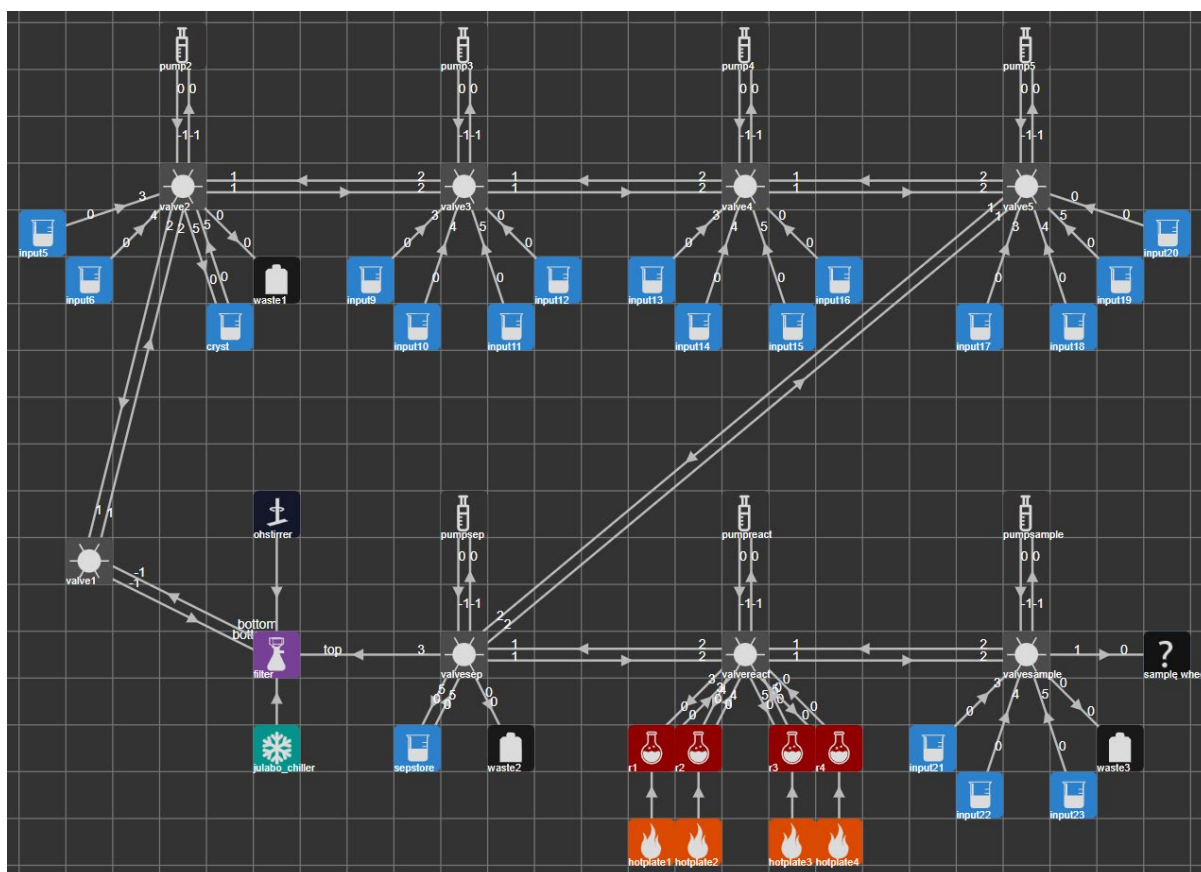 pump2
pump3
pump4
pump5
0 0
0 0
0 0
0 0
-1 -1
-1 -1
-1 -1
-1 -1
1 2 1 2 1 2
1 2 1 2 1 2
valve2
valve3
valve4
valve5
3 0 4 0 2 2 5 5 0 0 0 0
3 0 4 0 5 0 0 0
3 0 4 0 5 0 0 0
1 1 3 0 4 0 5 0 0 0
input5
input20
input6
waste1
input9
input12
input13
input16
input19
cryst
input10
input11
input14
input15
input17
input18
1 1
ohstirrer
pumpsep
pumpreact
pumpsample
0 0
0 0
0 0
valve1
-1
-1
-1 -1
-1 -1
-1 -1
bottom
2
2
top
3
1 2 1 2 1 0
1 2 1 2
filter
valvesep
valvereact
valvesample
sample_whe
?
julabo_chiller
sepstore
waste2
r1
r2
r3
r4
input21
waste3
input22
input23
hotplate1
hotplate2
hotplate3
hotplate4